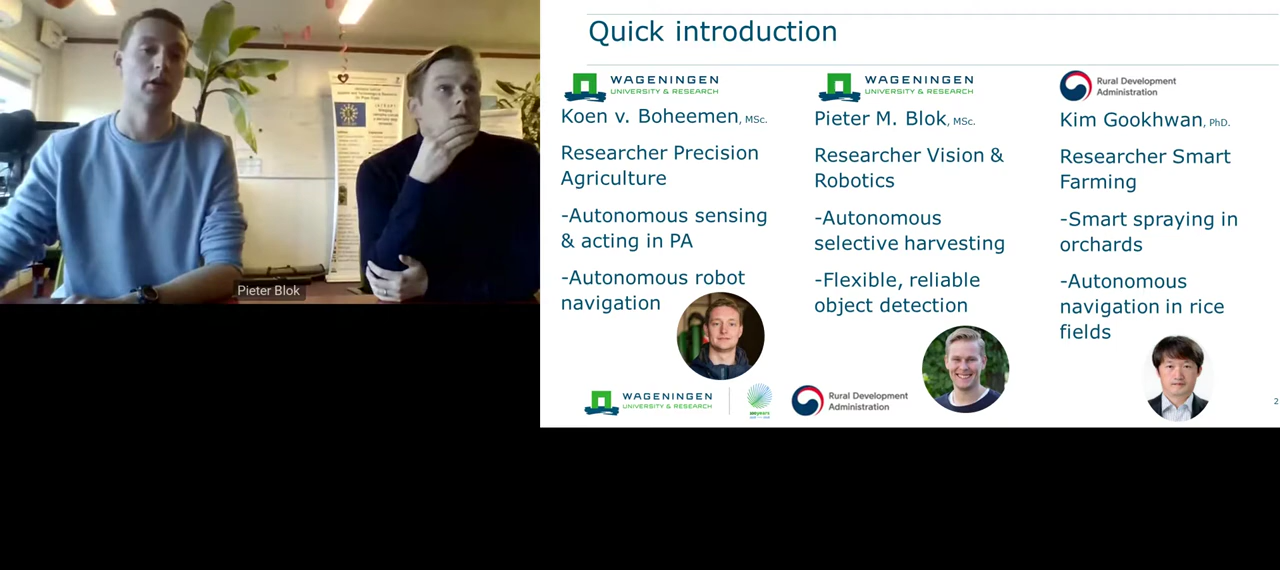 Pieter Blok
Quick introduction
WAGENINGEN
UNIVERSITY & RESEARCH
Koen v. Boheemen, MSc.
Researcher Precision
Agriculture
-Autonomous sensing
& acting in PA
-Autonomous robot
navigation
WAGENINGEN
UNIVERSITY & RESEARCH
Pieter M. Blok, MSc.
Researcher Vision &
Robotics
-Autonomous
selective harvesting
-Flexible, reliable
object detection
Rural Development
Administration
Kim Gookhwan, PhD.
Researcher Smart
Farming
-Smart spraying in
orchards
-Autonomous
navigation in rice
fields
WAGENINGEN
UNIVERSITY & RESEARCH
100years
Rural Development
Administration
2